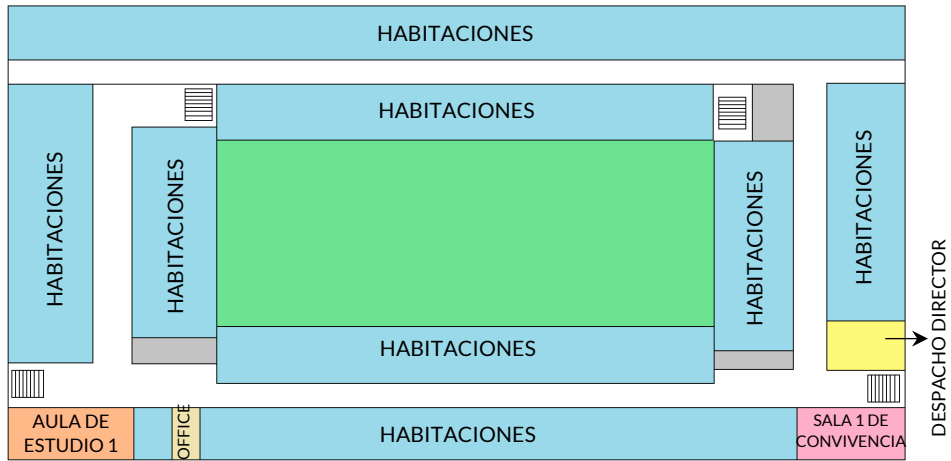 HABITACIONES
HABITACIONES
HABITACIONES
HABITACIONES
HABITACIONES
HABITACIONES
HABITACIONES
DESPACHO DIRECTOR
AULA DE
ESTUDIO 1
OFFICE
HABITACIONES
SALA 1 DE
CONVIVENCIA